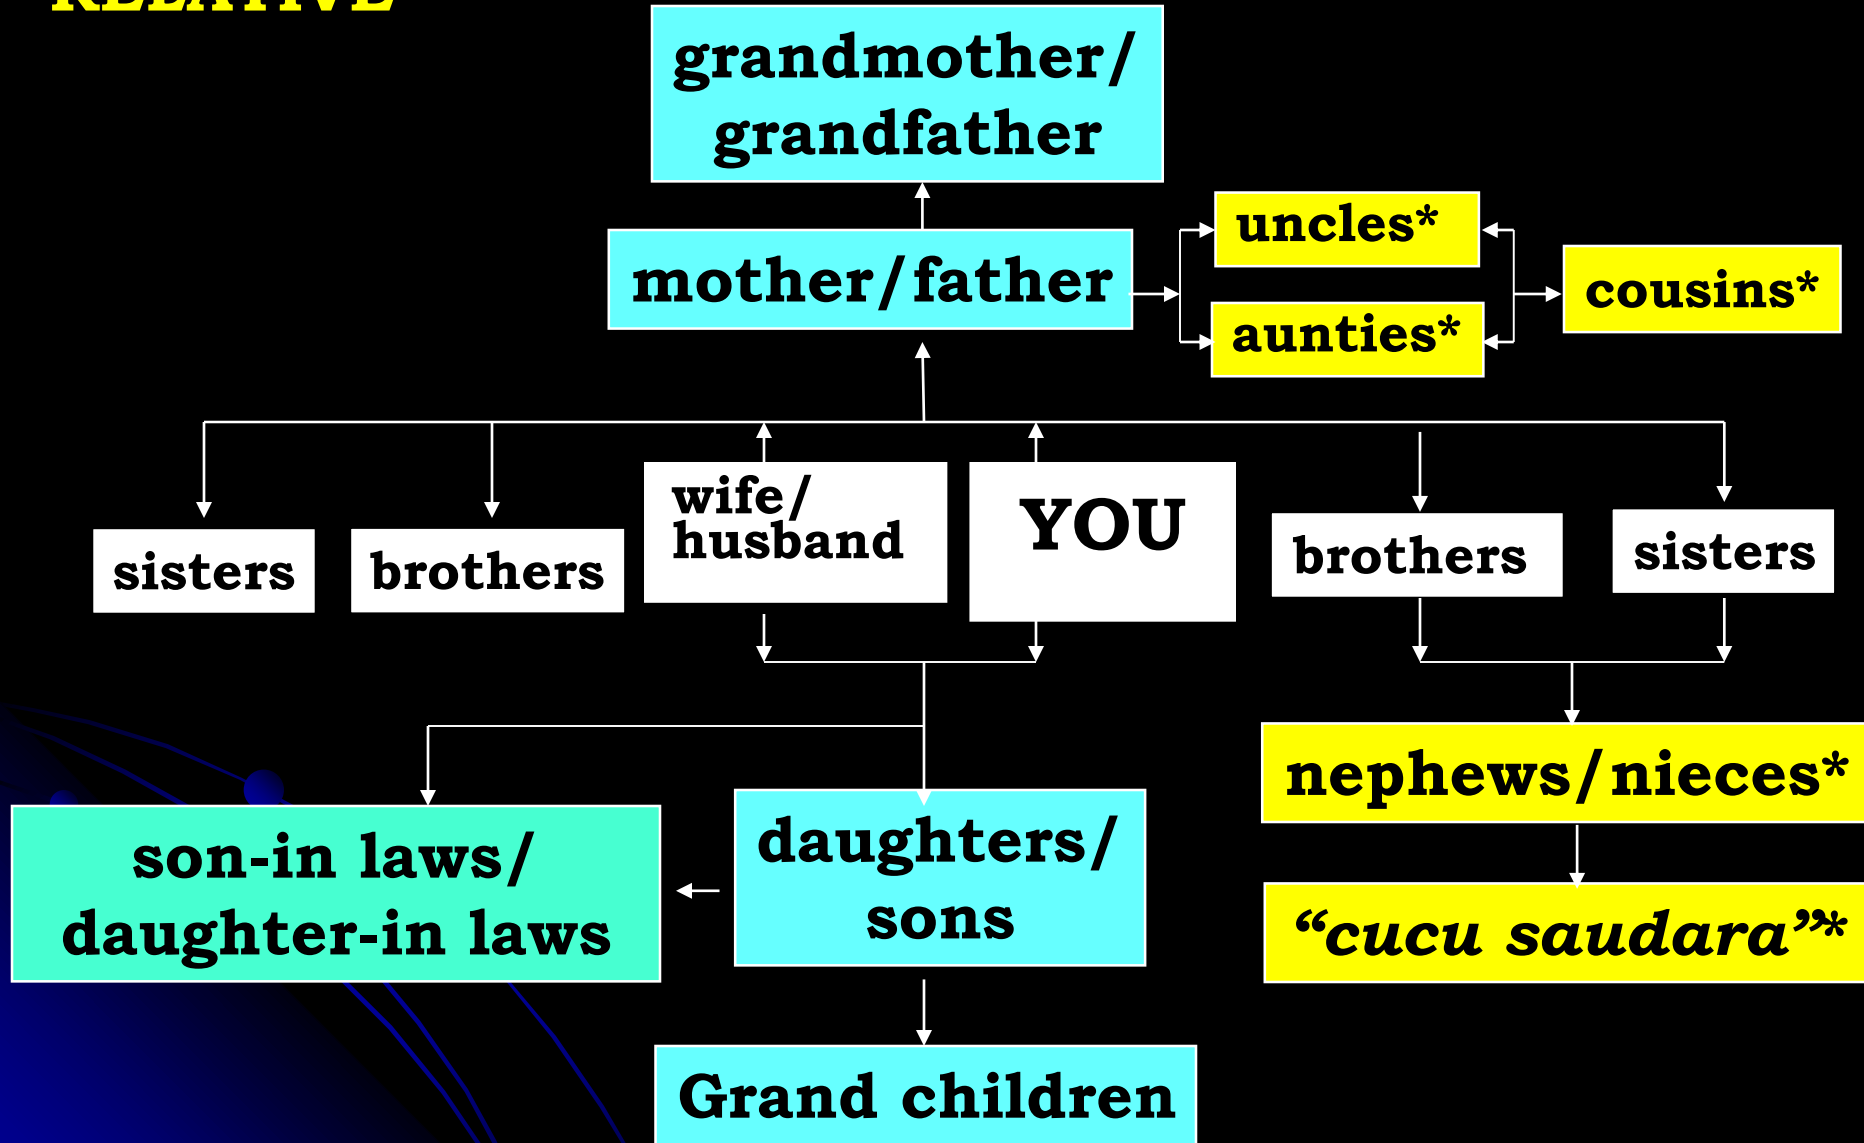 RELATIVE
grandmother/
grandfather
mother/father
uncles*
aunties*
cousins*
sisters
brothers
wife/
husband
YOU
brothers
sisters
nephews/nieces*
son-in laws/
daughter-in laws
daughters/
sons
“cucu saudara”*
Grand children